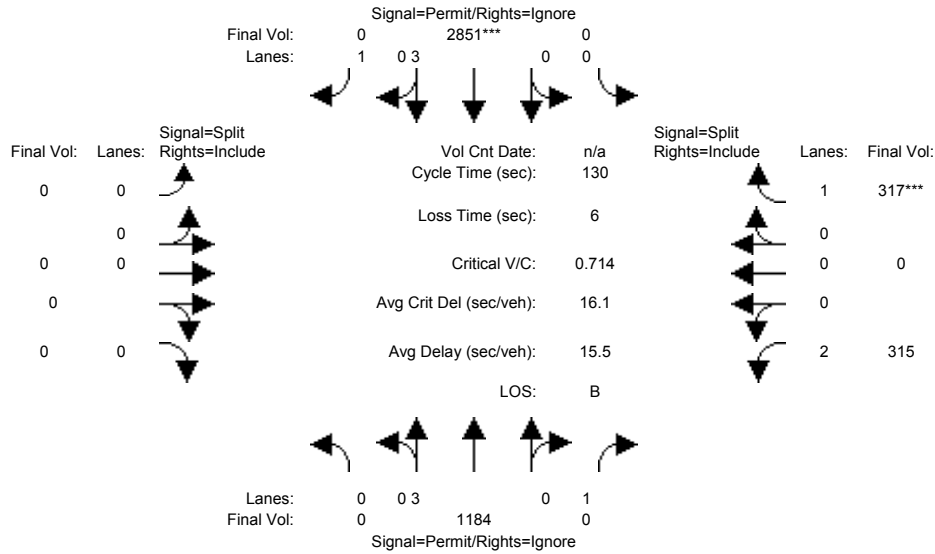 Signal=Permit/Rights=Ignore
Final Vol: 0 2851*** 0
Lanes: 1 0 3 0 0
Signal=Split Signal=Split
Final Vol: Lanes: Rights=Include Vol Cnt Date: n/a Rights=Include Lanes: Final Vol:
Cycle Time (sec): 130
0 0 1 317***
Loss Time (sec): 6
0 0
0 0 Critical V/C: 0.714 0 0
0 Avg Crit Del (sec/veh): 16.1 0
0 0 Avg Delay (sec/veh): 15.5 2 315
LOS: B
Lanes: 0 0 3 0 1
Final Vol: 0 1184 0
Signal=Permit/Rights=Ignore